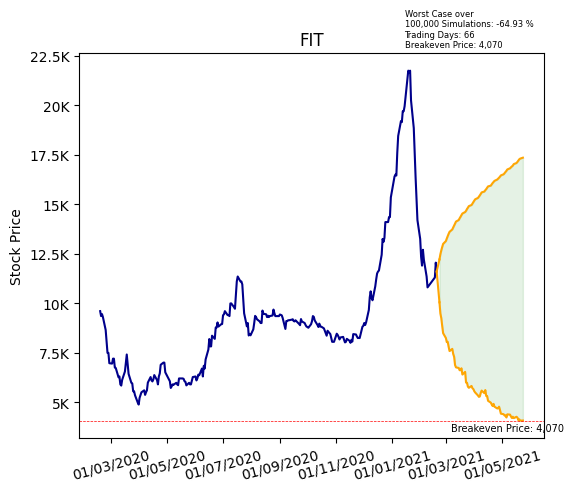 Worst Case over
100,000 Simulations: -64.93 %
Trading Days: 66
Breakeven Price: 4,070
FIT
Stock Price
22.5K
20K
17.5K
15K
12.5K
10K
7.5K
5K
Breakeven Price: 4,070
01/03/2020
01/05/2020
01/07/2020
01/09/2020
01/11/2020
01/01/2021
01/03/2021
01/05/2021